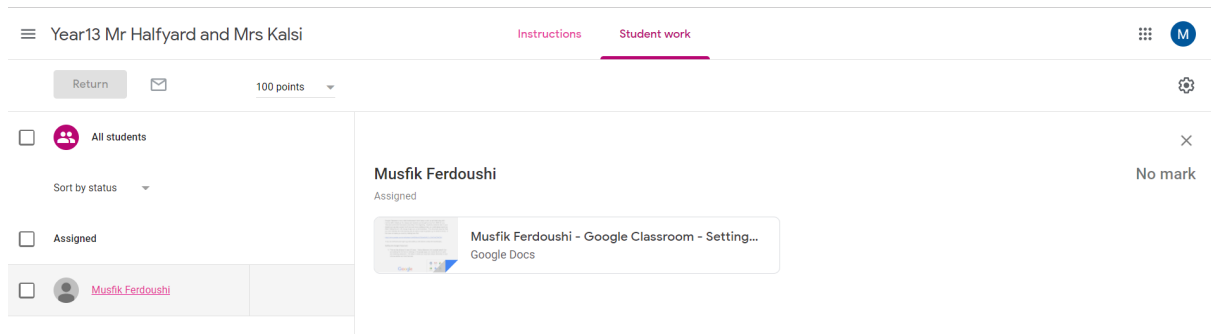 Year13 Mr Halfyard and Mrs Kalsi
Instructions
Student work
M
Return
100 points
All students
Sort by status
Assigned
Musfik Ferdoushi
Musfik Ferdoushi
No mark
Assigned
Musfik Ferdoushi - Google Classroom - Setting...
Google Docs
Google